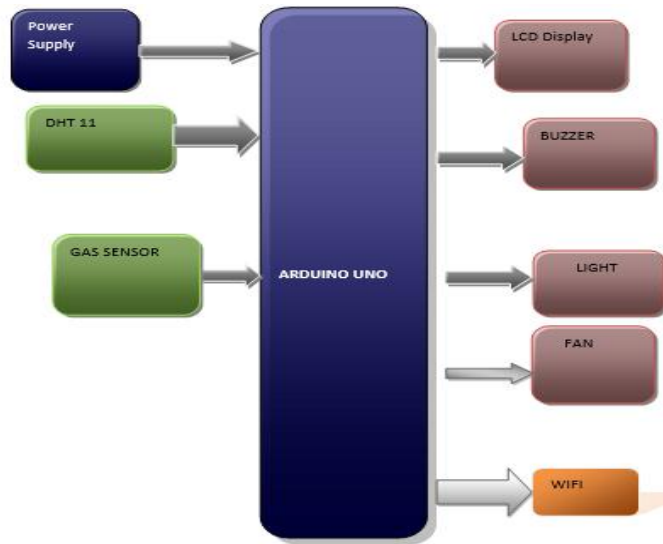 Power
Supply
LCD Display
DHT 11
BUZZER
GAS SENSOR
ARDUINO UNO
LIGHT
FAN
WIFI